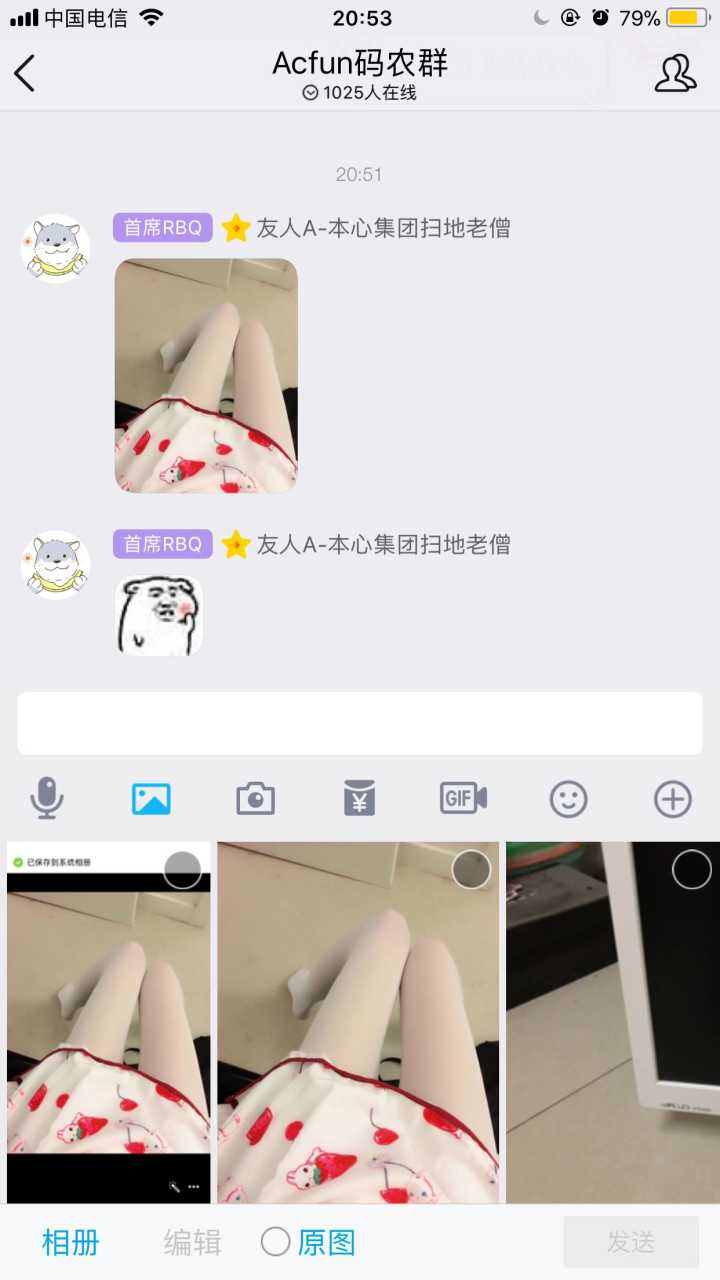 中国电信
20:53
79%
Acfun码农群
1025人在线
20:51
首席RBQ 友人A-本心集团扫地老僧
首席RBQ 友人A-本心集团扫地老僧
GIF
已保存到系统相册
相册 编辑 原图 发送